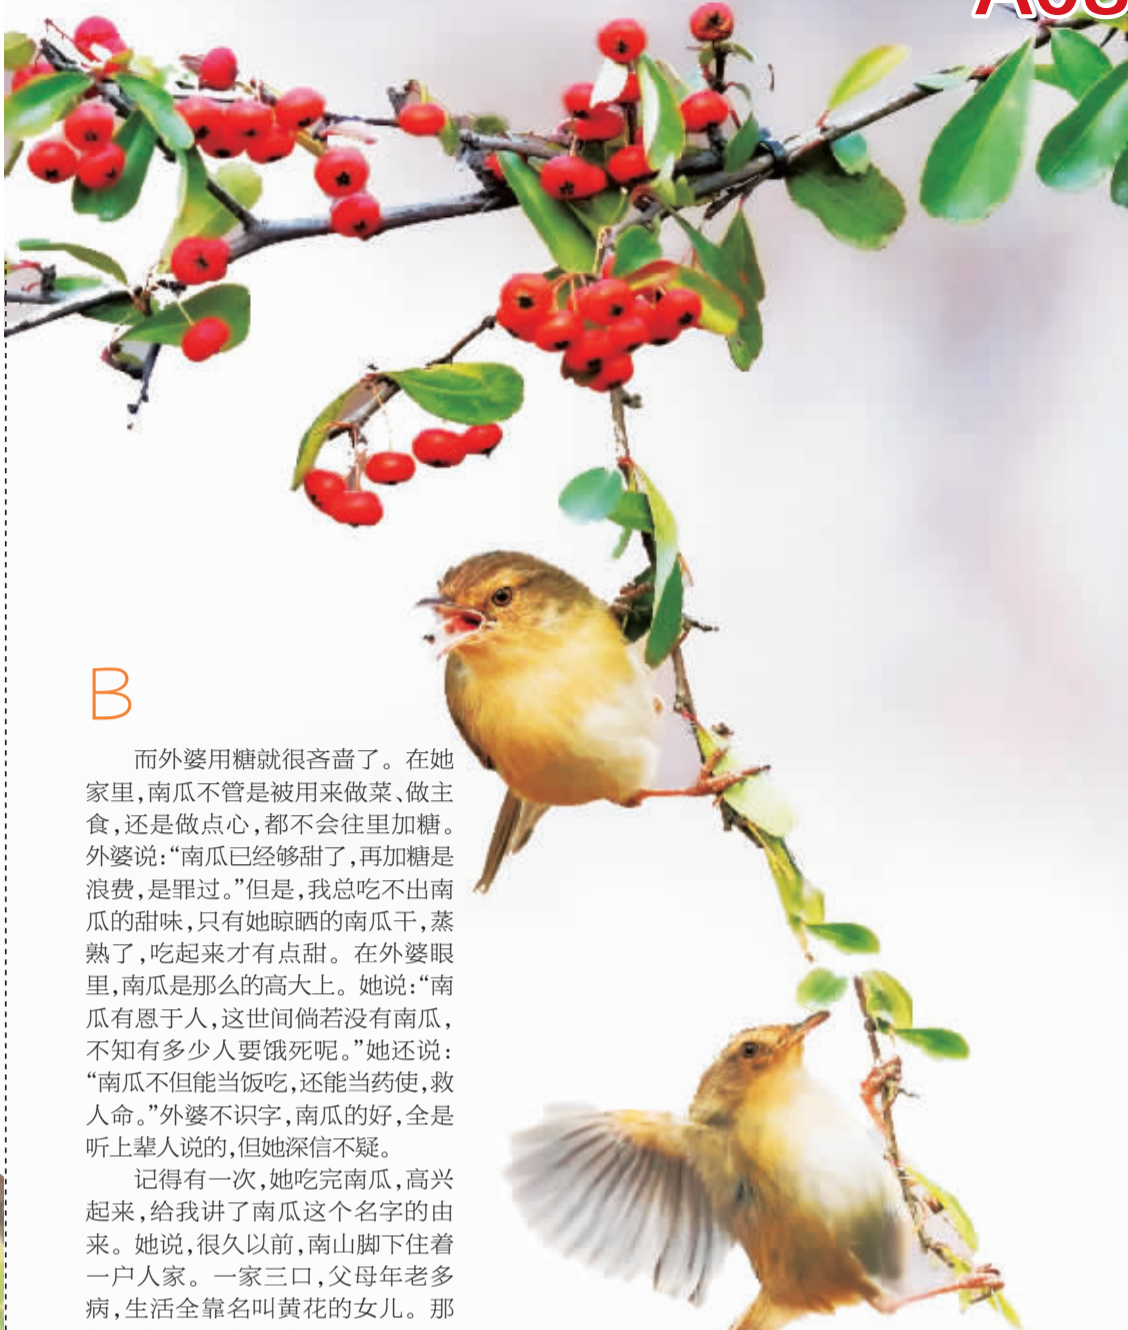 A08
B
而外婆用糖就很吝啬了。在她
家里,南瓜不管是被用来做菜、做主
食,还是做点心,都不会往里加糖。
外婆说:“南瓜已经够甜了,再加糖是
浪费,是罪过。”但是,我总吃不出南
瓜的甜味,只有她晾晒的南瓜干,蒸
熟了,吃起来才有点甜。在外婆眼
里,南瓜是那么的高大上。她说:“南
瓜有恩于人,这世间倘若没有南瓜,
不知有多少人要饿死呢。”她还说:
“南瓜不但能当饭吃,还能当药使,救
人命。”外婆不识字,南瓜的好,全是
听上辈人说的,但她深信不疑。
记得有一次,她吃完南瓜,高兴
起来,给我讲了南瓜这个名字的由
来。她说,很久以前,南山脚下住着
一户人家。一家三口,父母年老多
病,生活全靠名叫黄花的女儿。那